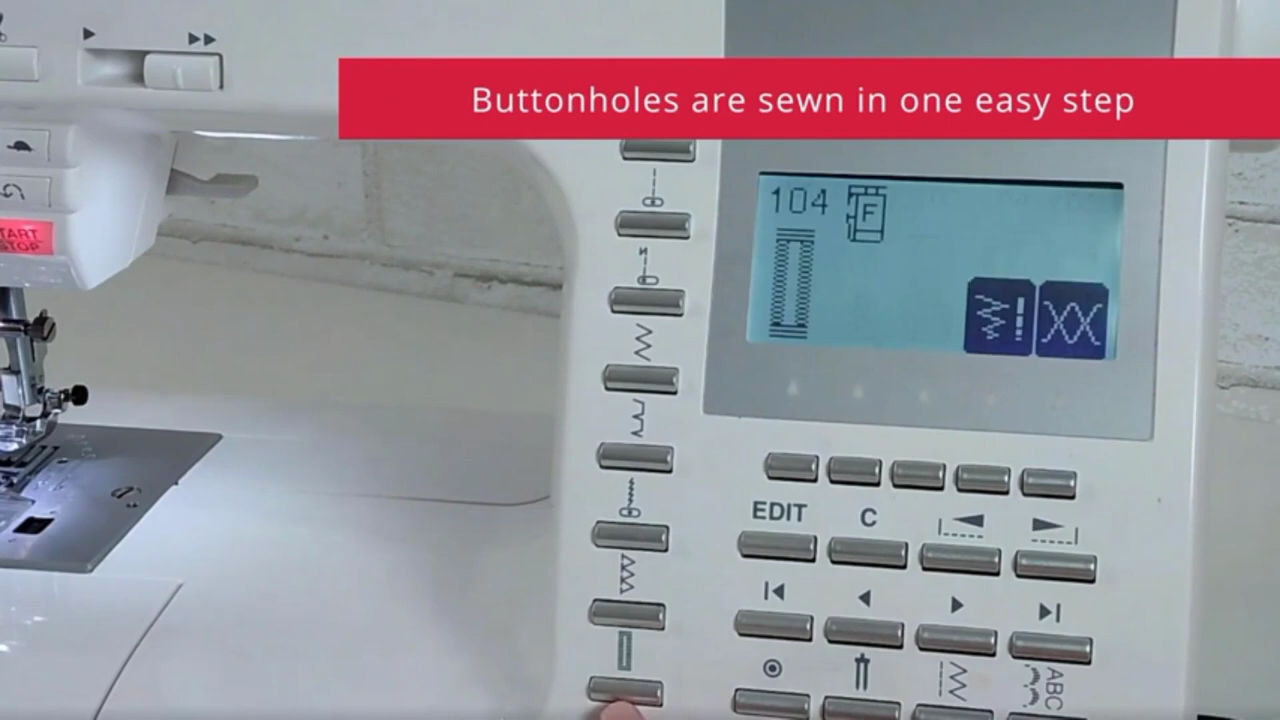 Buttonholes are sewn in one easy step
104
F
START
STOP
EDIT
C
ABC